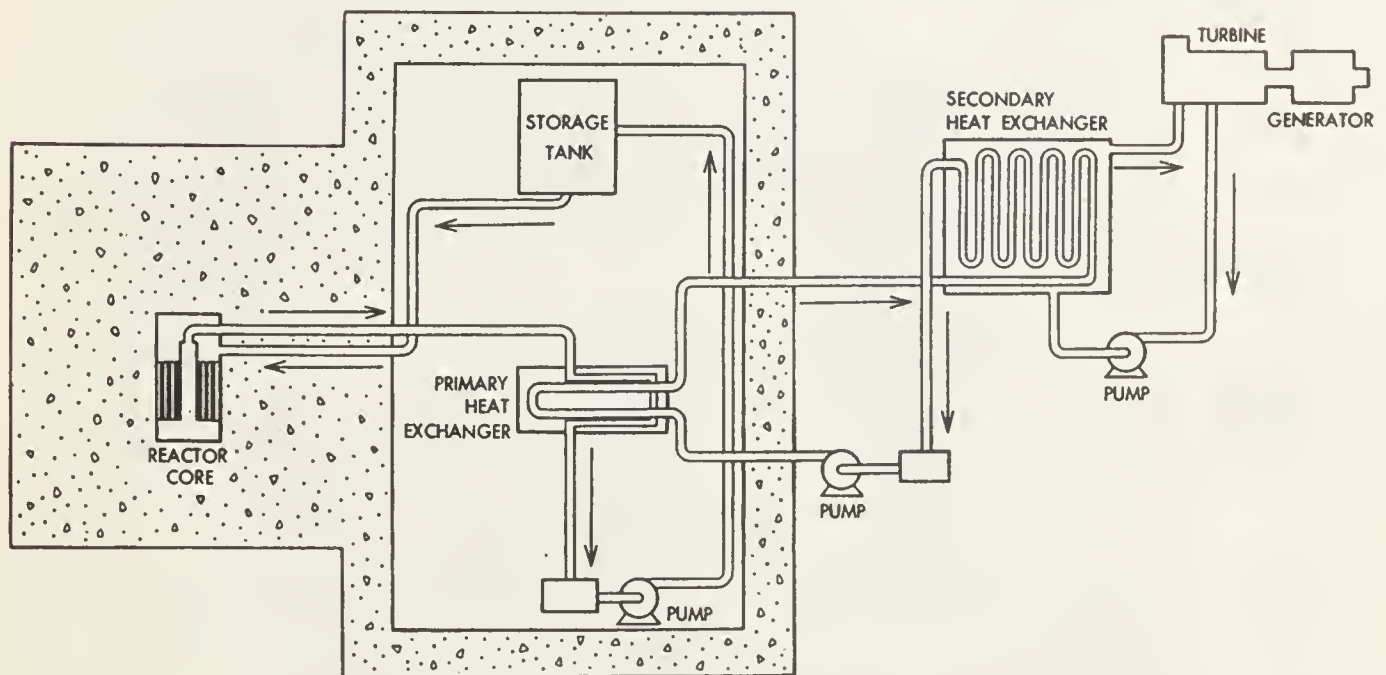 TURBINE
GENERATOR
SECONDARY
HEAT EXCHANGER
STORAGE
TANK
PUMP
PRIMARY
HEAT
EXCHANGER
REACTOR
CORE
PUMP
PUMP